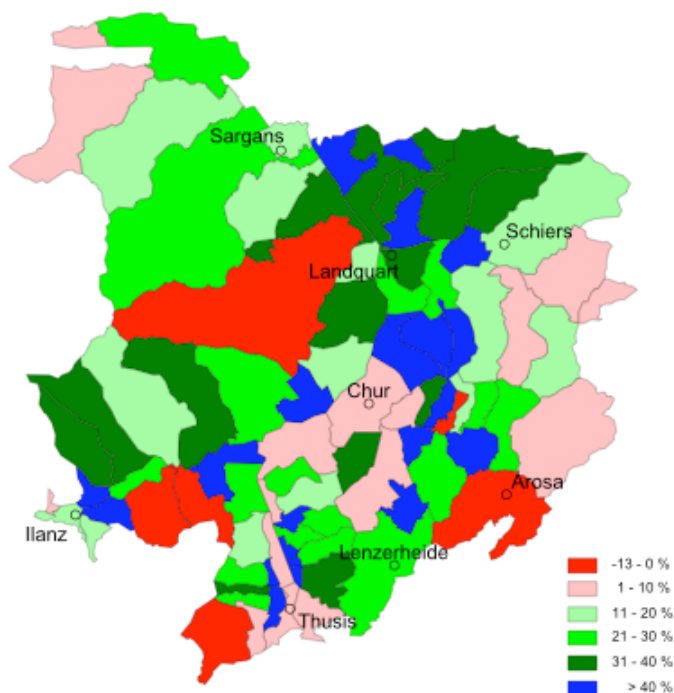 Sargans
Schiers
Landquart
Chur
Arosa
Ilanz
Lenzerheide
Thusis
-13 - 0 %
1 - 10 %
11 - 20 %
21 - 30 %
31 - 40 %
> 40 %